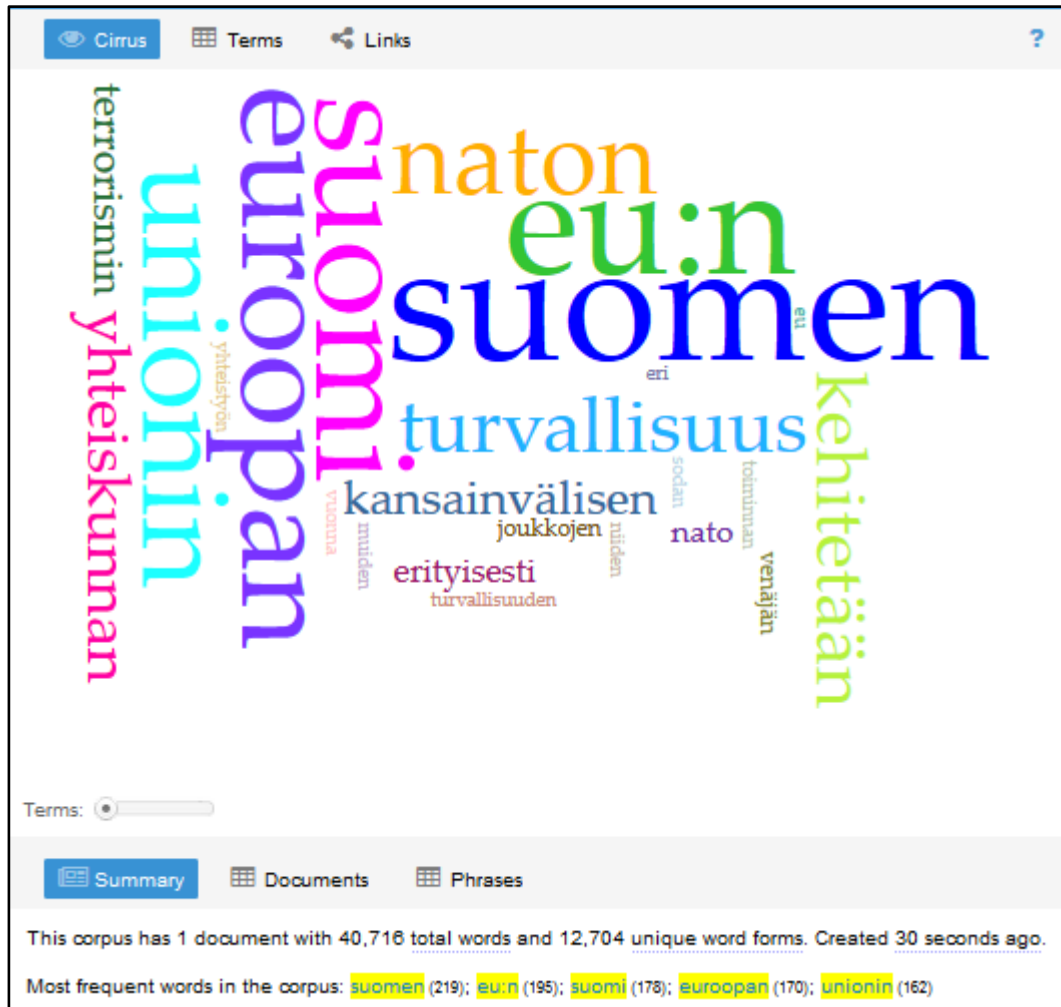 Cirrus Terms Links ?
terrorismin
yhteiskunnan
unionin
yhteistyön
euroopan
suomi
naton
eu:n
suomen
eu
eri
turvallisuus
kehitetään
kansainvälisen
sodan
toiminnan
vuonna
joukkojen
niiden
nato
muiden
venäjän
erityisesti
turvallisuuden
Terms:
Summary Documents Phrases
This corpus has 1 document with 40,716 total words and 12,704 unique word forms. Created 30 seconds ago.
Most frequent words in the corpus: suomen (219); eu:n (195); suomi (178); euroopan (170); unionin (162)